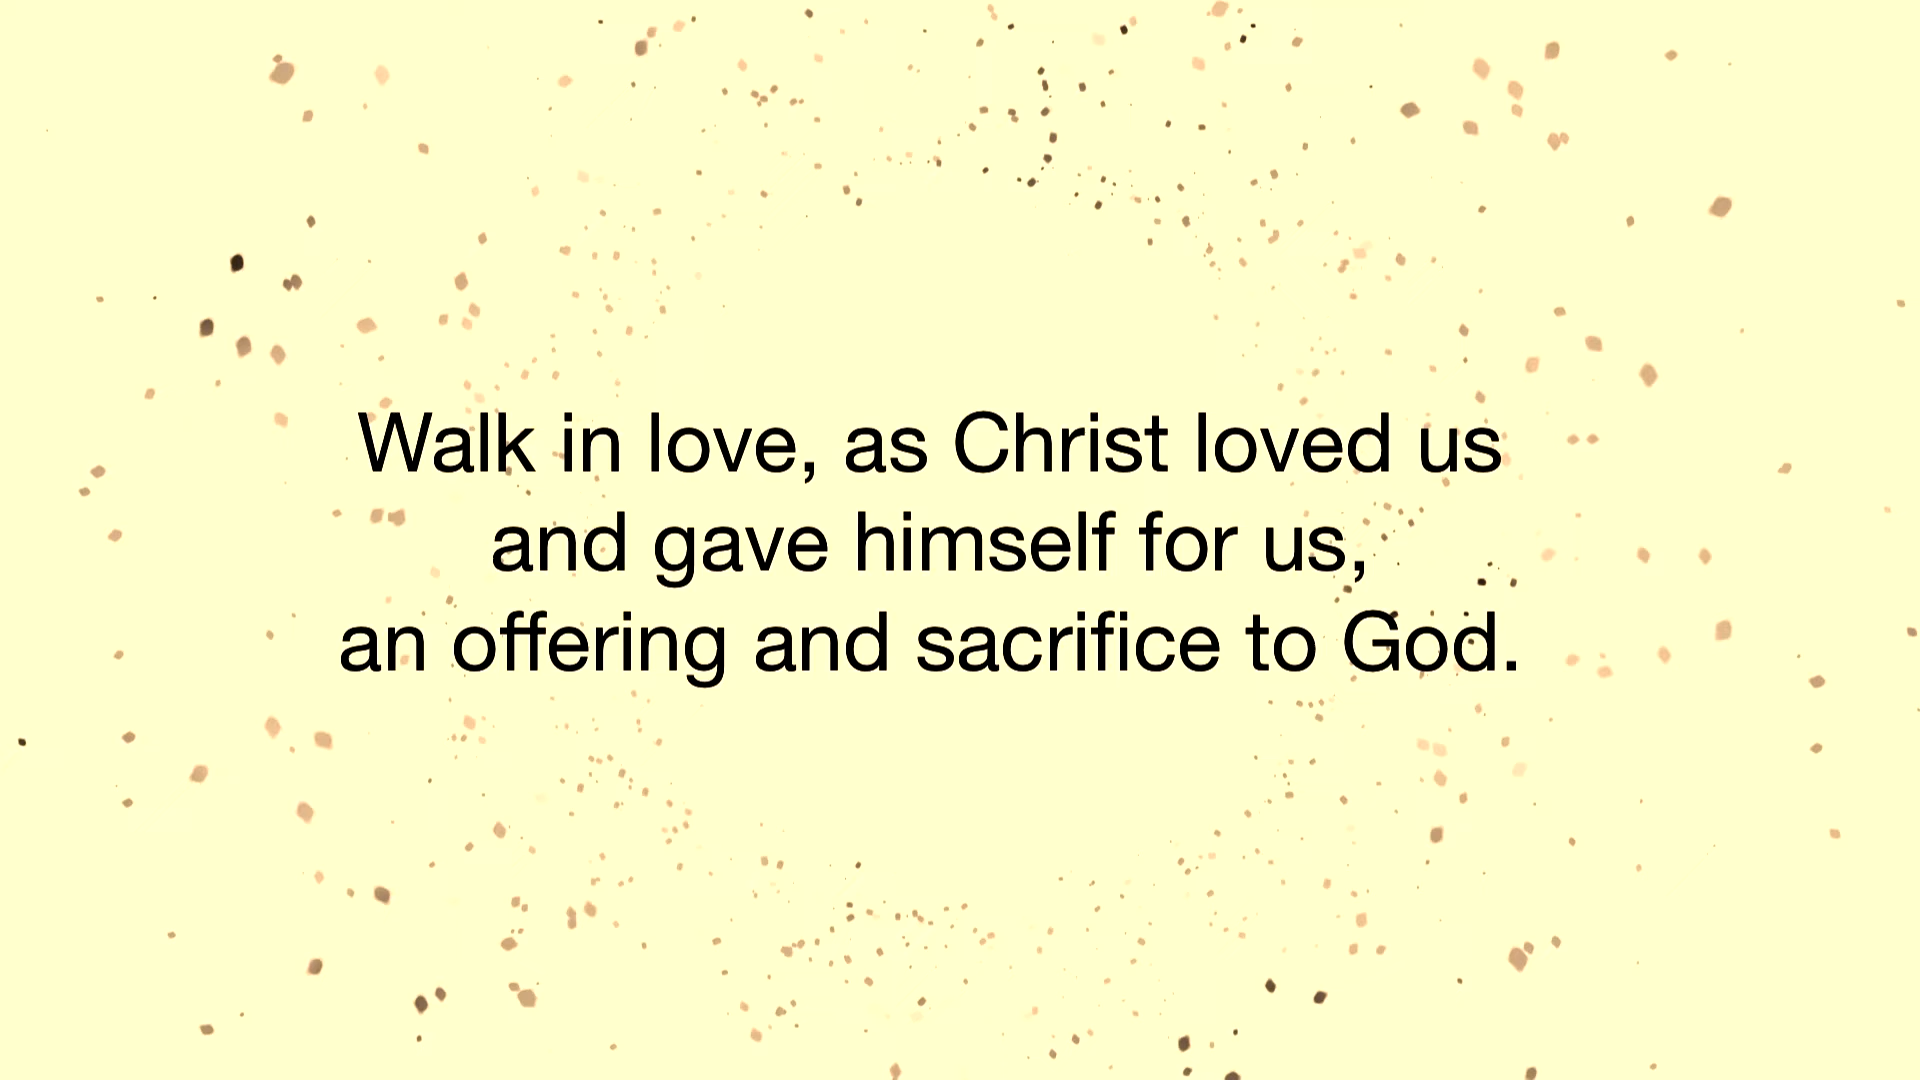 Walk in love, as Christ loved us
and gave himself for us,
an offering and sacrifice to God.